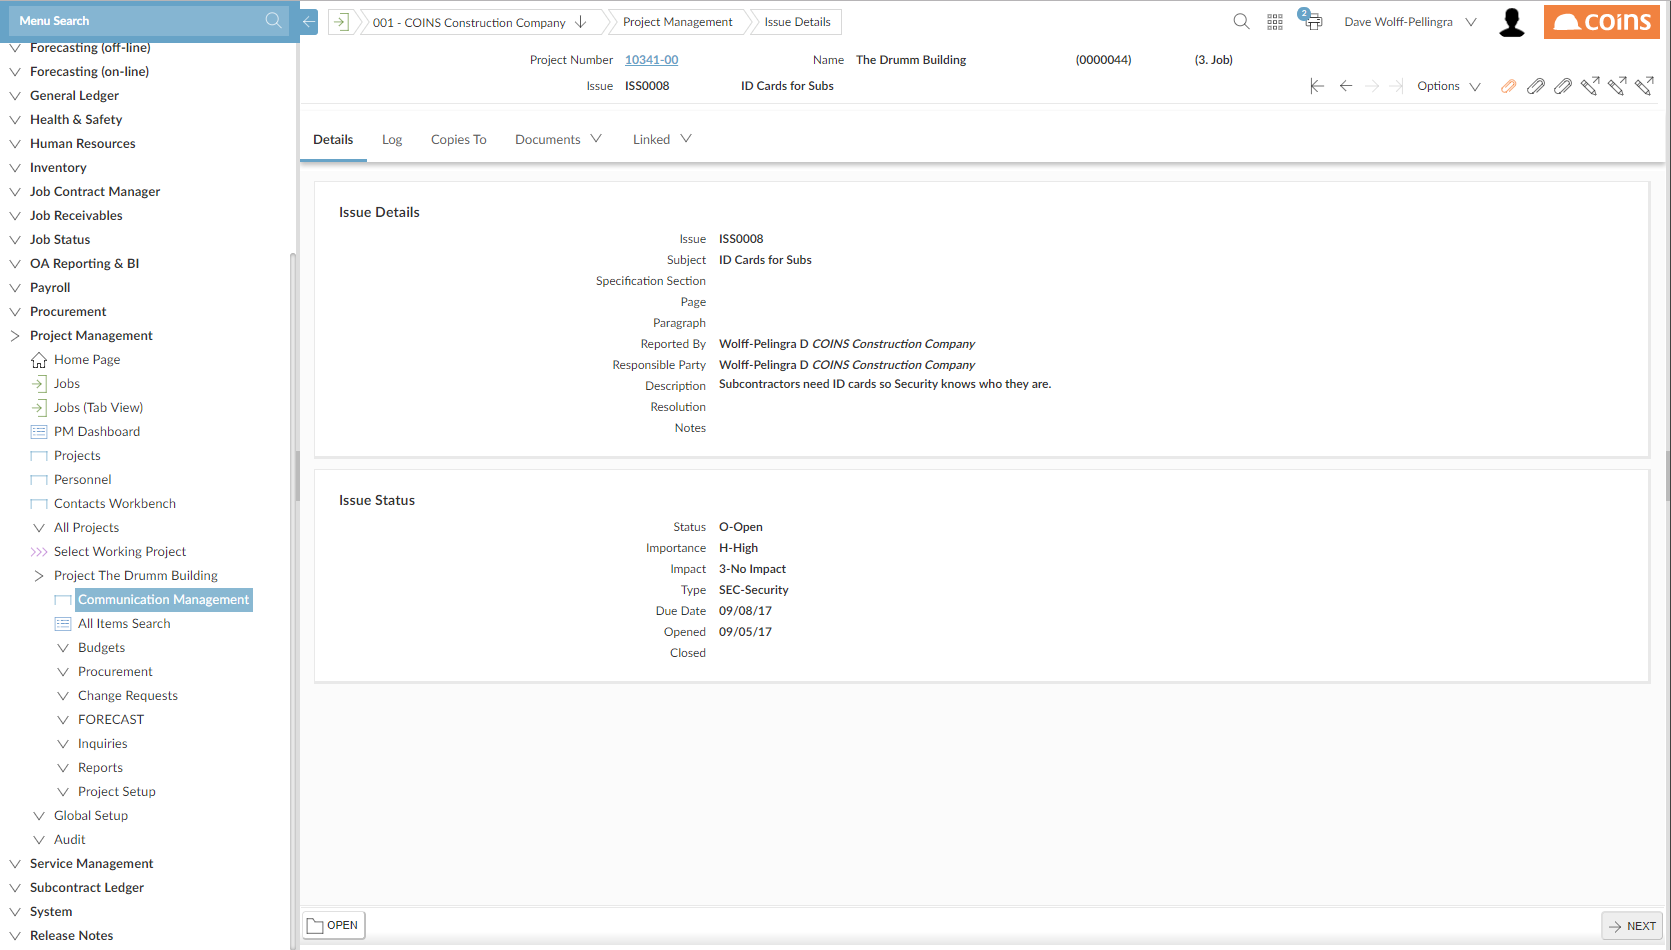 Menu Search
Forecasting (off-line)
Forecasting (on-line)
General Ledger
Health & Safety
Human Resources
Inventory
Job Contract Manager
Job Receivables
Job Status
OA Reporting & BI
Payroll
Procurement
Project Management
Home Page
Jobs
Jobs (Tab View)
PM Dashboard
Projects
Personnel
Contacts Workbench
All Projects
Select Working Project
Project The Drumm Building
Communication Management
All Items Search
Budgets
Procurement
Change Requests
FORECAST
Inquiries
Reports
Project Setup
Global Setup
Audit
Service Management
Subcontract Ledger
System
Release Notes
001 - COINS Construction Company
Project Management
Issue Details
2
Dave Wolff-Pellingra
coins
Project Number 10341-00 Name The Drumm Building (0000044) (3. Job)
Issue ISS0008 ID Cards for Subs
Options
Details Log Copies To Documents Linked
Issue Details
Issue ISS0008
Subject ID Cards for Subs
Specification Section
Page
Paragraph
Reported By Wolff-Pelingra D COINS Construction Company
Responsible Party Wolff-Pelingra D COINS Construction Company
Description Subcontractors need ID cards so Security knows who they are.
Resolution
Notes
Issue Status
Status O-Open
Importance H-High
Impact 3-No Impact
Type SEC-Security
Due Date 09/08/17
Opened 09/05/17
Closed
OPEN
NEXT